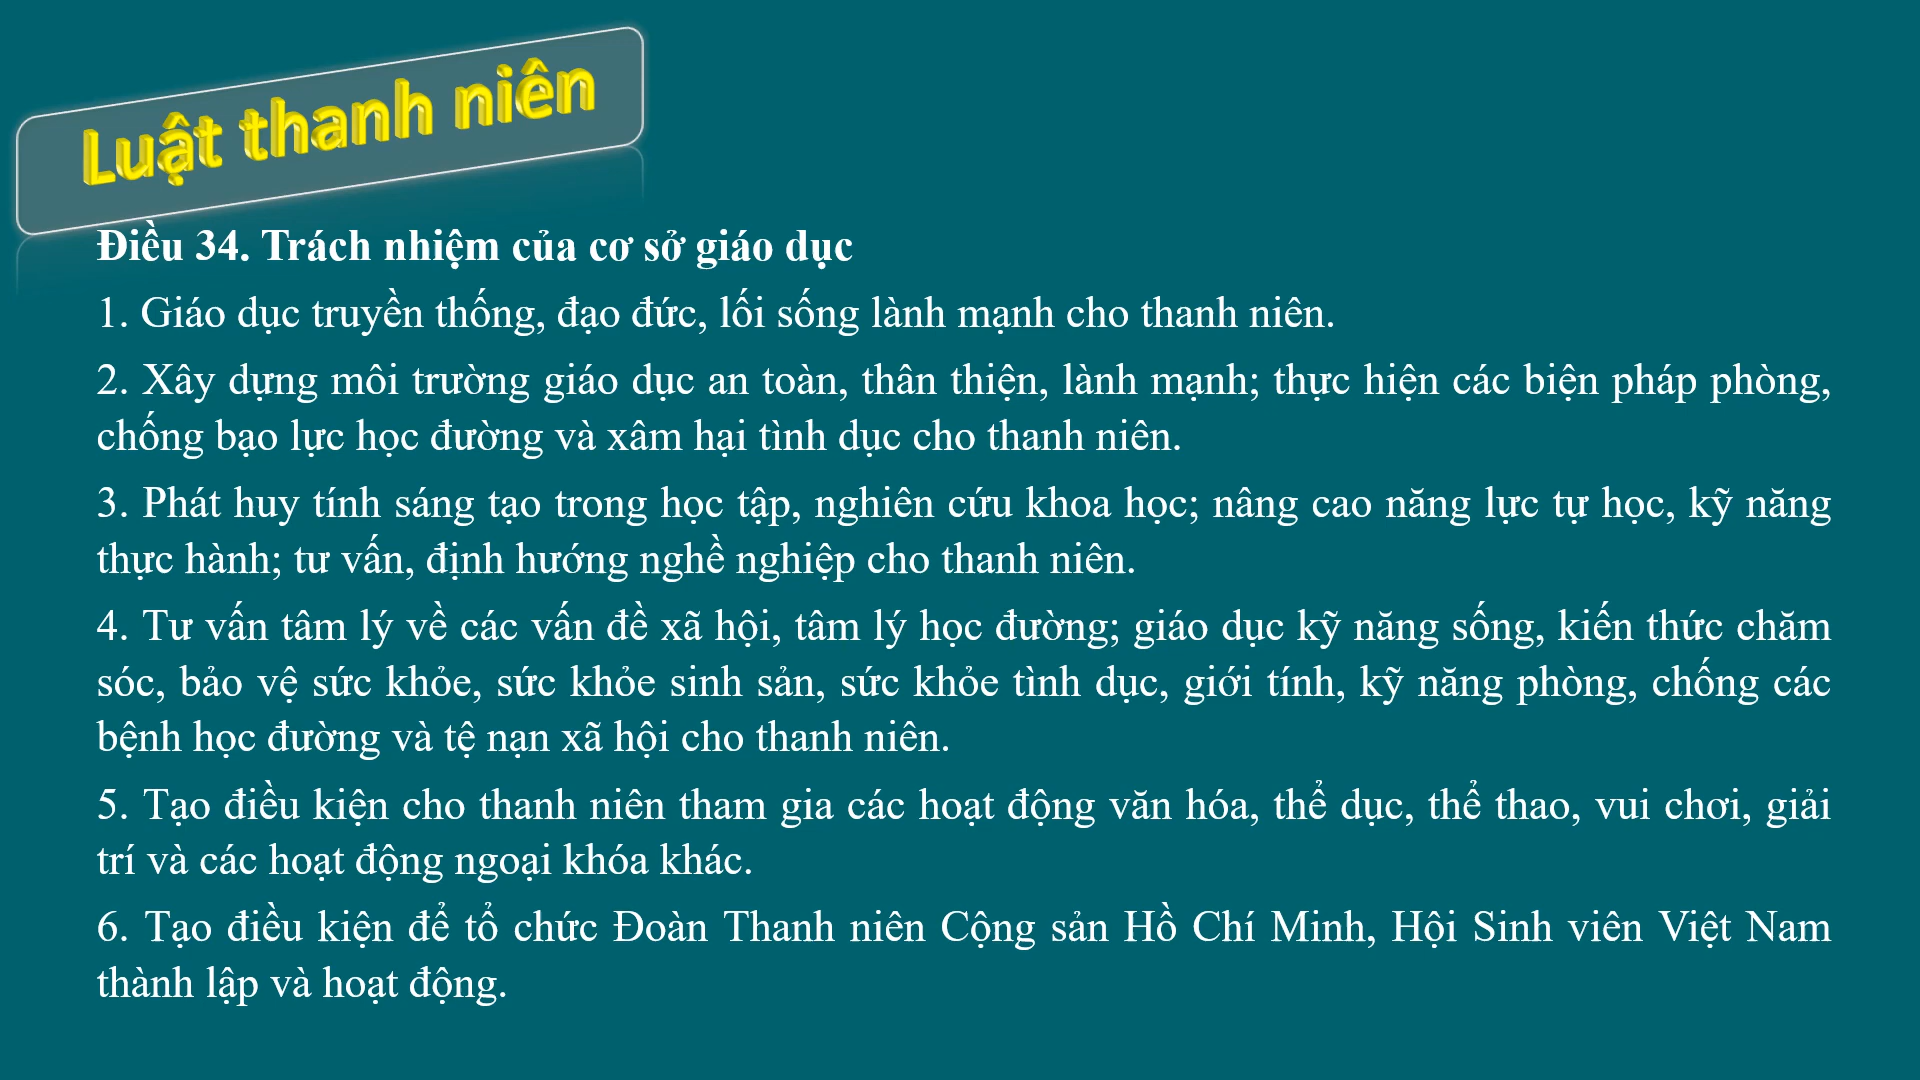 Luật thanh niên
Điều 34. Trách nhiệm của cơ sở giáo dục
1. Giáo dục truyền thống, đạo đức, lối sống lành mạnh cho thanh niên.
2. Xây dựng môi trường giáo dục an toàn, thân thiện, lành mạnh; thực hiện các biện pháp phòng,
chống bạo lực học đường và xâm hại tình dục cho thanh niên.
3. Phát huy tính sáng tạo trong học tập, nghiên cứu khoa học; nâng cao năng lực tự học, kỹ năng
thực hành; tư vấn, định hướng nghề nghiệp cho thanh niên.
4. Tư vấn tâm lý về các vấn đề xã hội, tâm lý học đường; giáo dục kỹ năng sống, kiến thức chăm
sóc, bảo vệ sức khỏe, sức khỏe sinh sản, sức khỏe tình dục, giới tính, kỹ năng phòng, chống các
bệnh học đường và tệ nạn xã hội cho thanh niên.
5. Tạo điều kiện cho thanh niên tham gia các hoạt động văn hóa, thể dục, thể thao, vui chơi, giải
trí và các hoạt động ngoại khóa khác.
6. Tạo điều kiện để tổ chức Đoàn Thanh niên Cộng sản Hồ Chí Minh, Hội Sinh viên Việt Nam
thành lập và hoạt động.